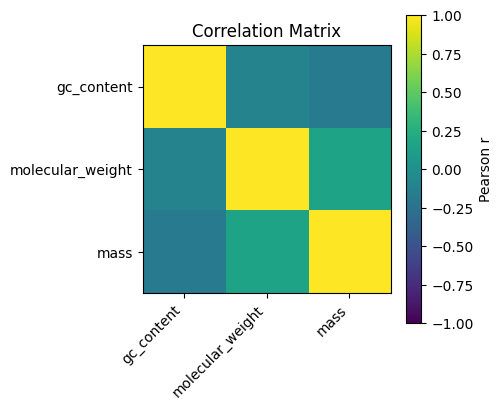 Correlation Matrix
gc_content
molecular_weight
mass
gc_content
molecular_weight
mass
1.00
0.75
0.50
0.25
0.00
−0.25
−0.50
−0.75
−1.00
Pearson r